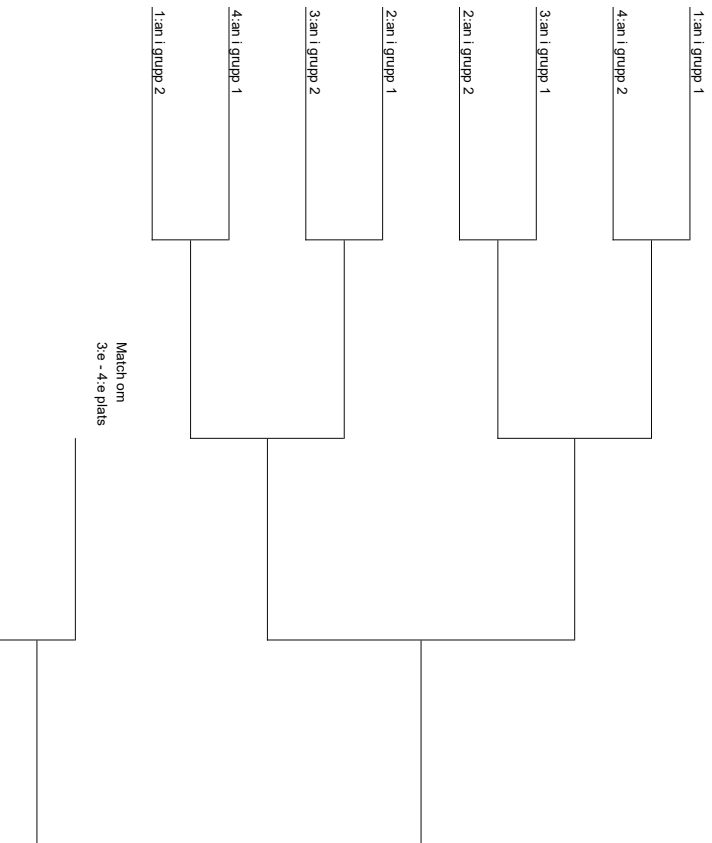 1:an i grupp 1
4:an i grupp 2
3:an i grupp 1
2:an i grupp 2
2:an i grupp 1
3:an i grupp 2
4:an i grupp 1
1:an i grupp 2
Match om
3:e - 4:e plats